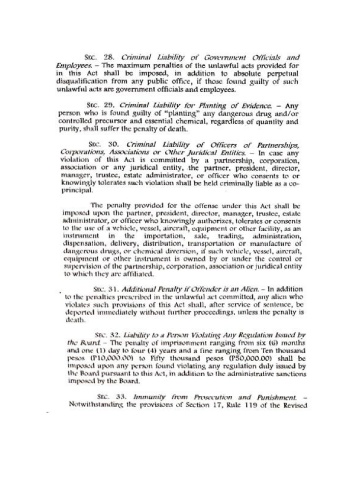 SEC. 28. Criminal Liability of Government Officials and
Employees. – The maximum penalties of the unlawful acts provided for
in this Act shall be imposed, in addition to absolute perpetual
disqualification from any public office, if those found guilty of such
unlawful acts are government officials and employees.
SEC. 29. Criminal Liability for Planting of Evidence. – Any
person who is found guilty of "planting" any dangerous drug and/or
controlled precursor and essential chemical, regardless of quantity and
purity, shall suffer the penalty of death.
SEC. 30. Criminal Liability of Officers of Partnerships,
Corporations, Associations or Other Juridical Entities. – In case any
violation of this Act is committed by a partnership, corporation,
association or any juridical entity, the partner, president, director,
manager, trustee, estate administrator, or officer who consents to or
knowingly tolerates such violation shall be held criminally liable as a co-
principal.
The penalty provided for the offense under this Act shall be
imposed upon the partner, president, director, manager, trustee, estate
administrator, or officer who knowingly authorizes, tolerates or consents
to the use of a vehicle, vessel, aircraft, equipment or other facility, as an
instrument in the importation, sale, trading, administration,
dispensation, delivery, distribution, transportation or manufacture of
dangerous drugs, or chemical diversion, if such vehicle, vessel, aircraft,
equipment or other instrument is owned by or under the control or
supervision of the partnership, corporation, association or juridical entity
to which they are affiliated.
SEC. 31. Additional Penalty if Offender is an Alien. – In addition
to the penalties prescribed in the unlawful act committed, any alien who
violates such provisions of this Act shall, after service of sentence, be
deported immediately without further proceedings, unless the penalty is
death.
SEC. 32. Liability to a Person Violating Any Regulation Issued by
the Board. – The penalty of imprisonment ranging from six (6) months
and one (1) day to four (4) years and a fine ranging from Ten thousand
pesos (P10,000.00) to Fifty thousand pesos (P50,000.00) shall be
imposed upon any person found violating any regulation duly issued by
the Board pursuant to this Act, in addition to the administrative sanctions
imposed by the Board.
SEC. 33. Immunity from Prosecution and Punishment. –
Notwithstanding the provisions of Section 17, Rule 119 of the Revised